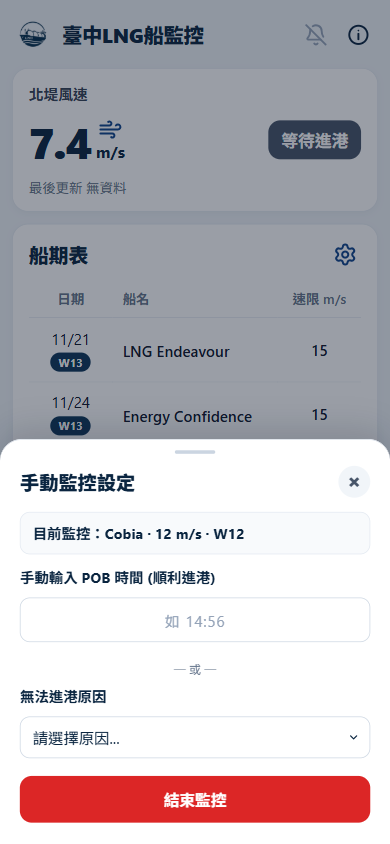 臺中LNG船監控
北堤風速
7.4 m/s
等待進港
最後更新 無資料
船期表
日期 船名 速限 m/s
11/21
W13
LNG Endeavour
15
11/24
W13
Energy Confidence
15
手動監控設定
目前監控：Cobia · 12 m/s · W12
手動輸入 POB 時間 (順利進港)
如 14:56
— 或 —
無法進港原因
請選擇原因...
結束監控